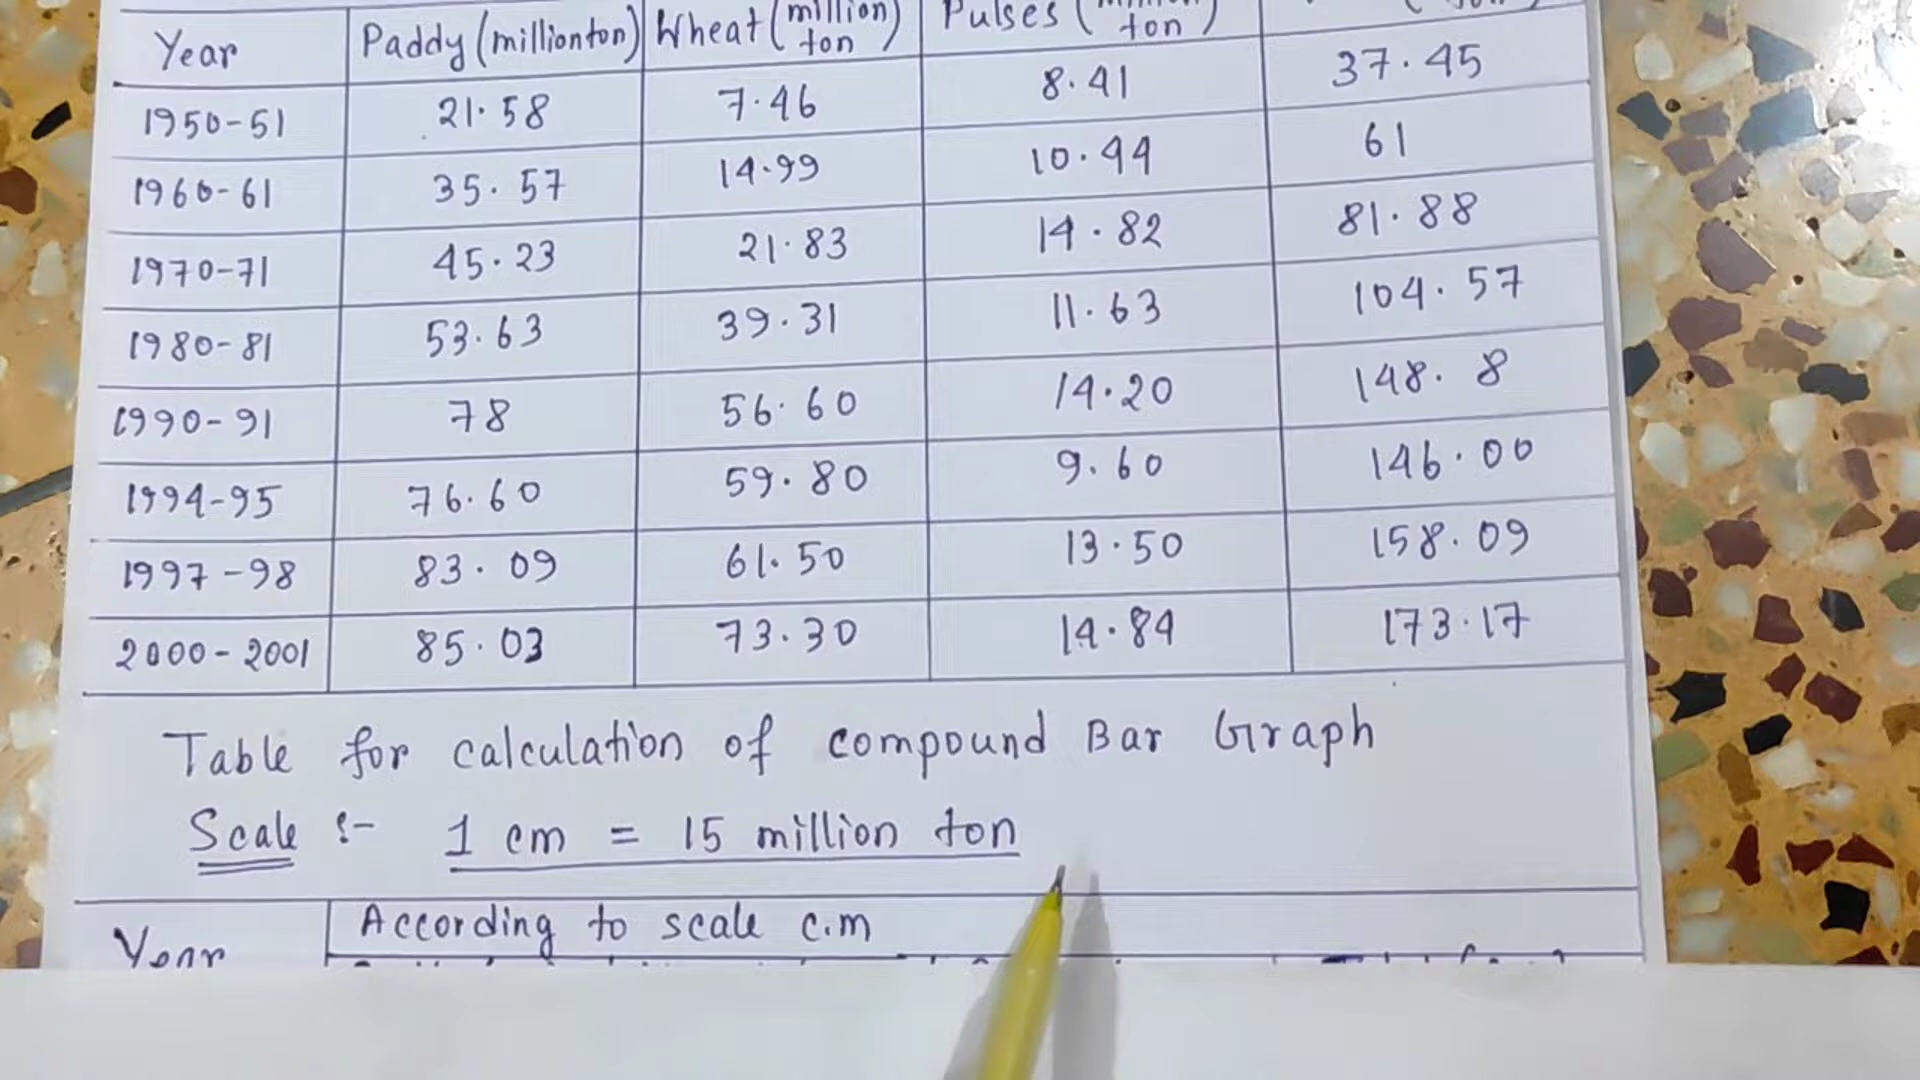 Year Paddy (millionton) Wheat (million ton) Pulses ( ton)
1950-51 21.58 7.46 8.41 37.45
1960-61 35.57 14.99 10.44 61
1970-71 45.23 21.83 14.82 81.88
1980-81 53.63 39.31 11.63 104.57
1990-91 78 56.60 14.20 148.8
1994-95 76.60 59.80 9.60 146.00
1997-98 83.09 61.50 13.50 158.09
2000-2001 85.03 73.30 14.84 173.17
Table for calculation of compound Bar Graph
Scale :- 1 cm = 15 million ton
Year According to scale c.m